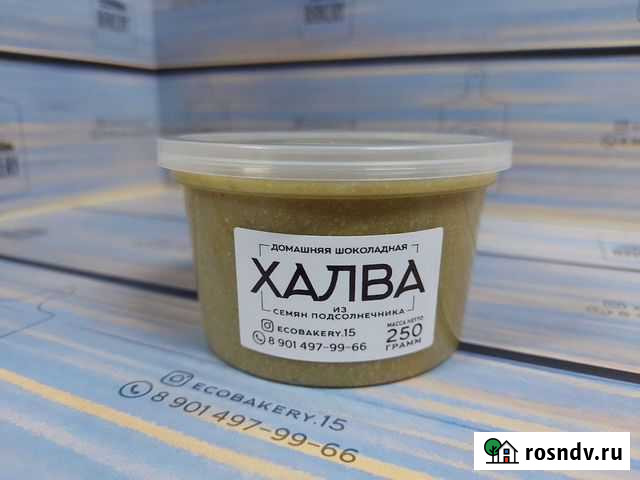 ДОМАШНЯЯ ШОКОЛАДНАЯ
ХАЛВА
ИЗ
СЕМЯН ПОДСОЛНЕЧНИКА
ECOBAKERY.15
8 901 497-99-66
МАССА НЕТТО
250
ГРАММ
ECOBAKERY.15
8 901 497-99-66
rosndv.ru